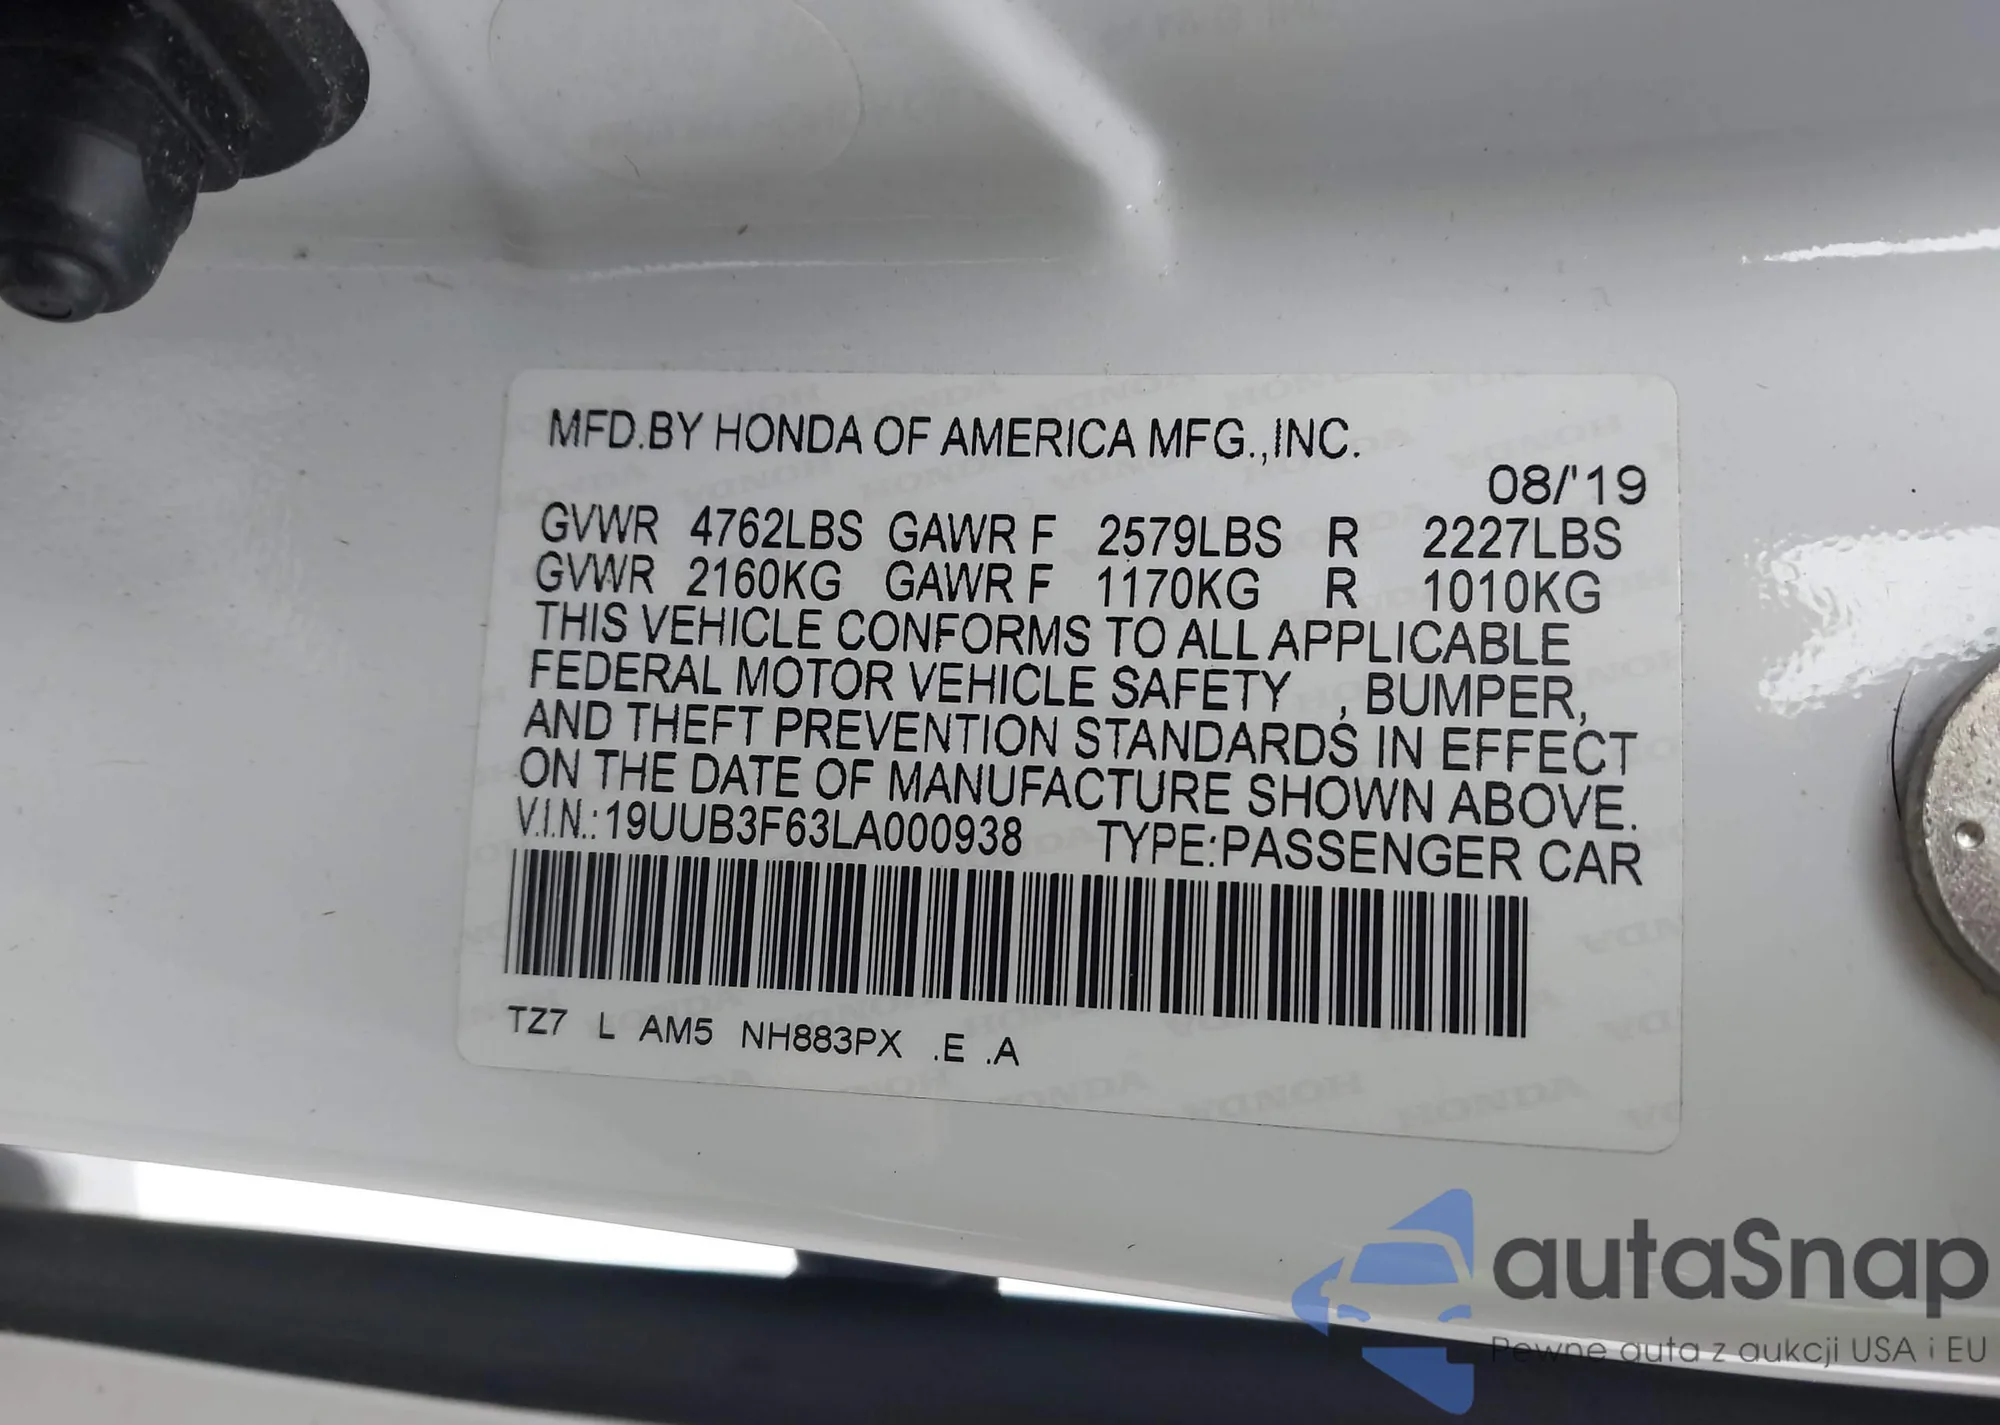 MFD.BY HONDA OF AMERICA MFG.,INC.
08/'19
GVWR 4762LBS GAWR F 2579LBS R 2227LBS
GVWR 2160KG GAWR F 1170KG R 1010KG
THIS VEHICLE CONFORMS TO ALL APPLICABLE
FEDERAL MOTOR VEHICLE SAFETY , BUMPER,
AND THEFT PREVENTION STANDARDS IN EFFECT
ON THE DATE OF MANUFACTURE SHOWN ABOVE.
V.I.N.:19UUB3F63LA000938 TYPE:PASSENGER CAR
TZ7 L AM5 NH883PX .E .A
autaSnap
Pewne auta z aukcji USA i EU